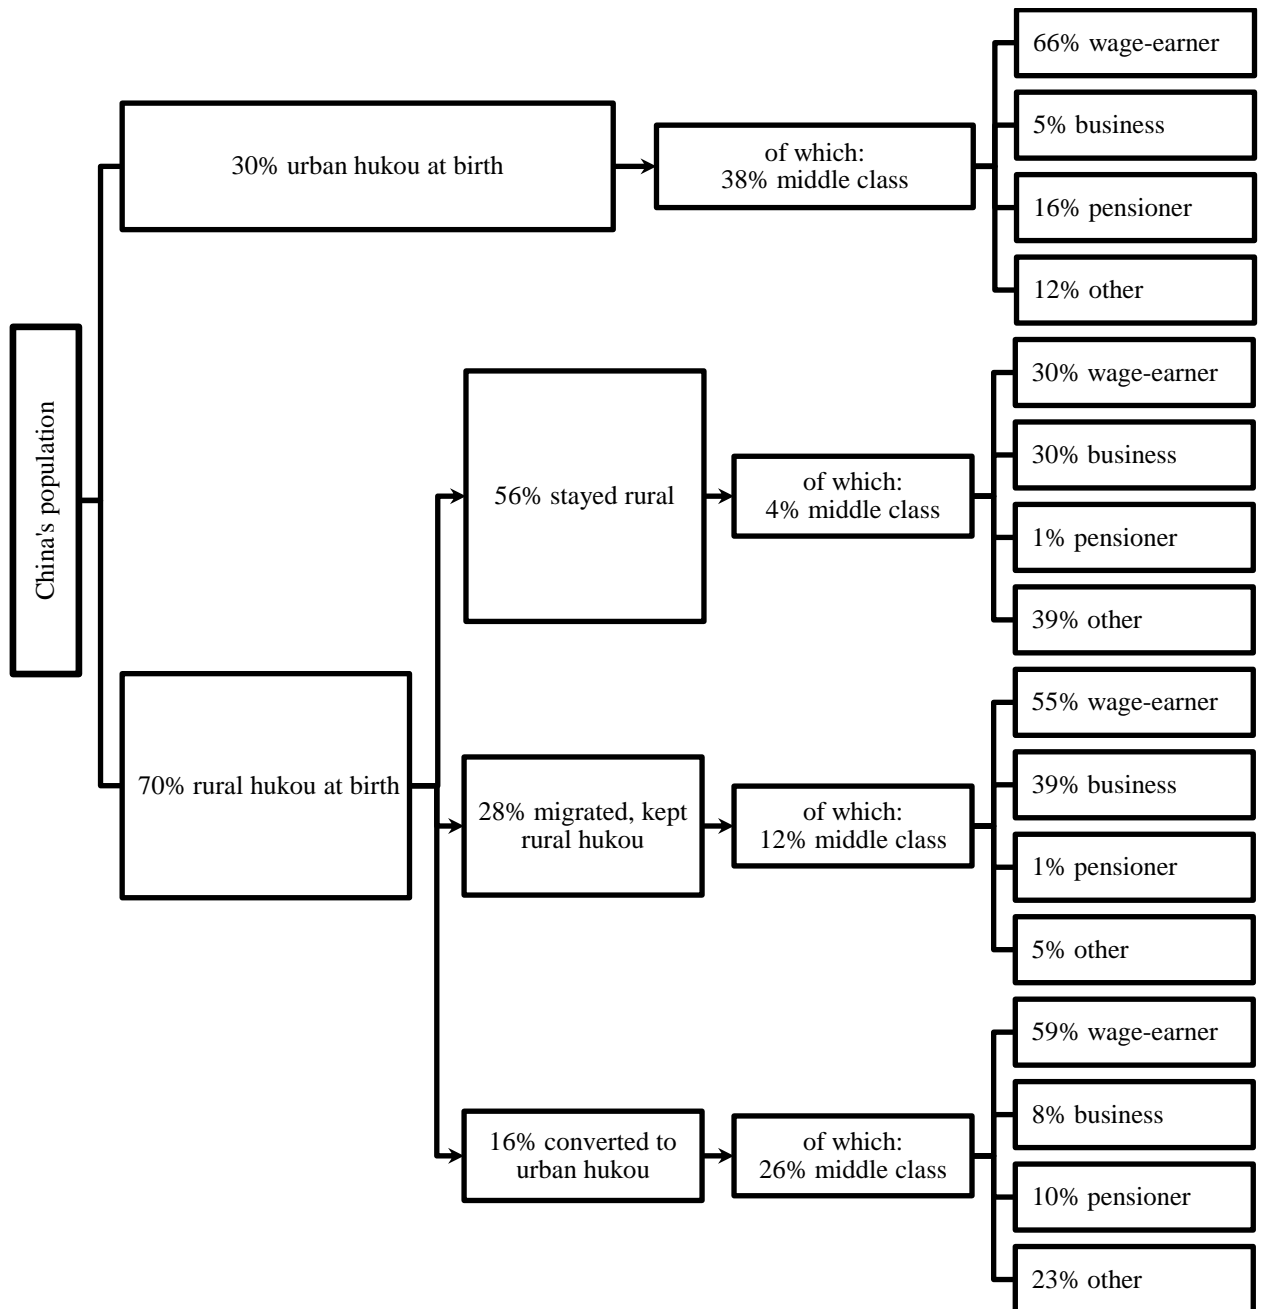 China's population
30% urban hukou at birth
of which:
38% middle class
66% wage-earner
5% business
16% pensioner
12% other
70% rural hukou at birth
56% stayed rural
of which:
4% middle class
30% wage-earner
30% business
1% pensioner
39% other
28% migrated, kept
rural hukou
of which:
12% middle class
55% wage-earner
39% business
1% pensioner
5% other
16% converted to
urban hukou
of which:
26% middle class
59% wage-earner
8% business
10% pensioner
23% other